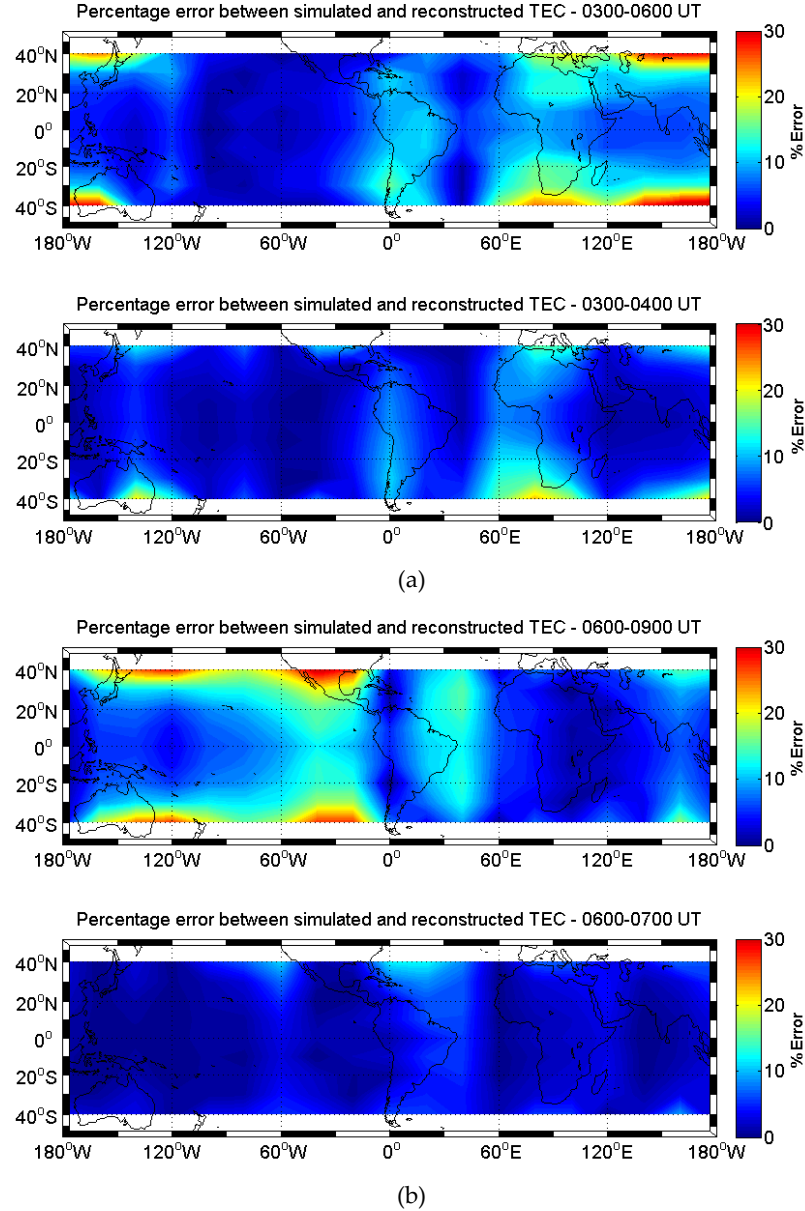 Percentage error between simulated and reconstructed TEC - 0300-0600 UT
40°N
20°N
0°
20°S
40°S
180°W 120°W 60°W 0° 60°E 120°E 180°W
30
20
10
0
% Error
Percentage error between simulated and reconstructed TEC - 0300-0400 UT
40°N
20°N
0°
20°S
40°S
180°W 120°W 60°W 0° 60°E 120°E 180°W
30
20
10
0
% Error
(a)
Percentage error between simulated and reconstructed TEC - 0600-0900 UT
40°N
20°N
0°
20°S
40°S
180°W 120°W 60°W 0° 60°E 120°E 180°W
30
20
10
0
% Error
Percentage error between simulated and reconstructed TEC - 0600-0700 UT
40°N
20°N
0°
20°S
40°S
180°W 120°W 60°W 0° 60°E 120°E 180°W
30
20
10
0
% Error
(b)